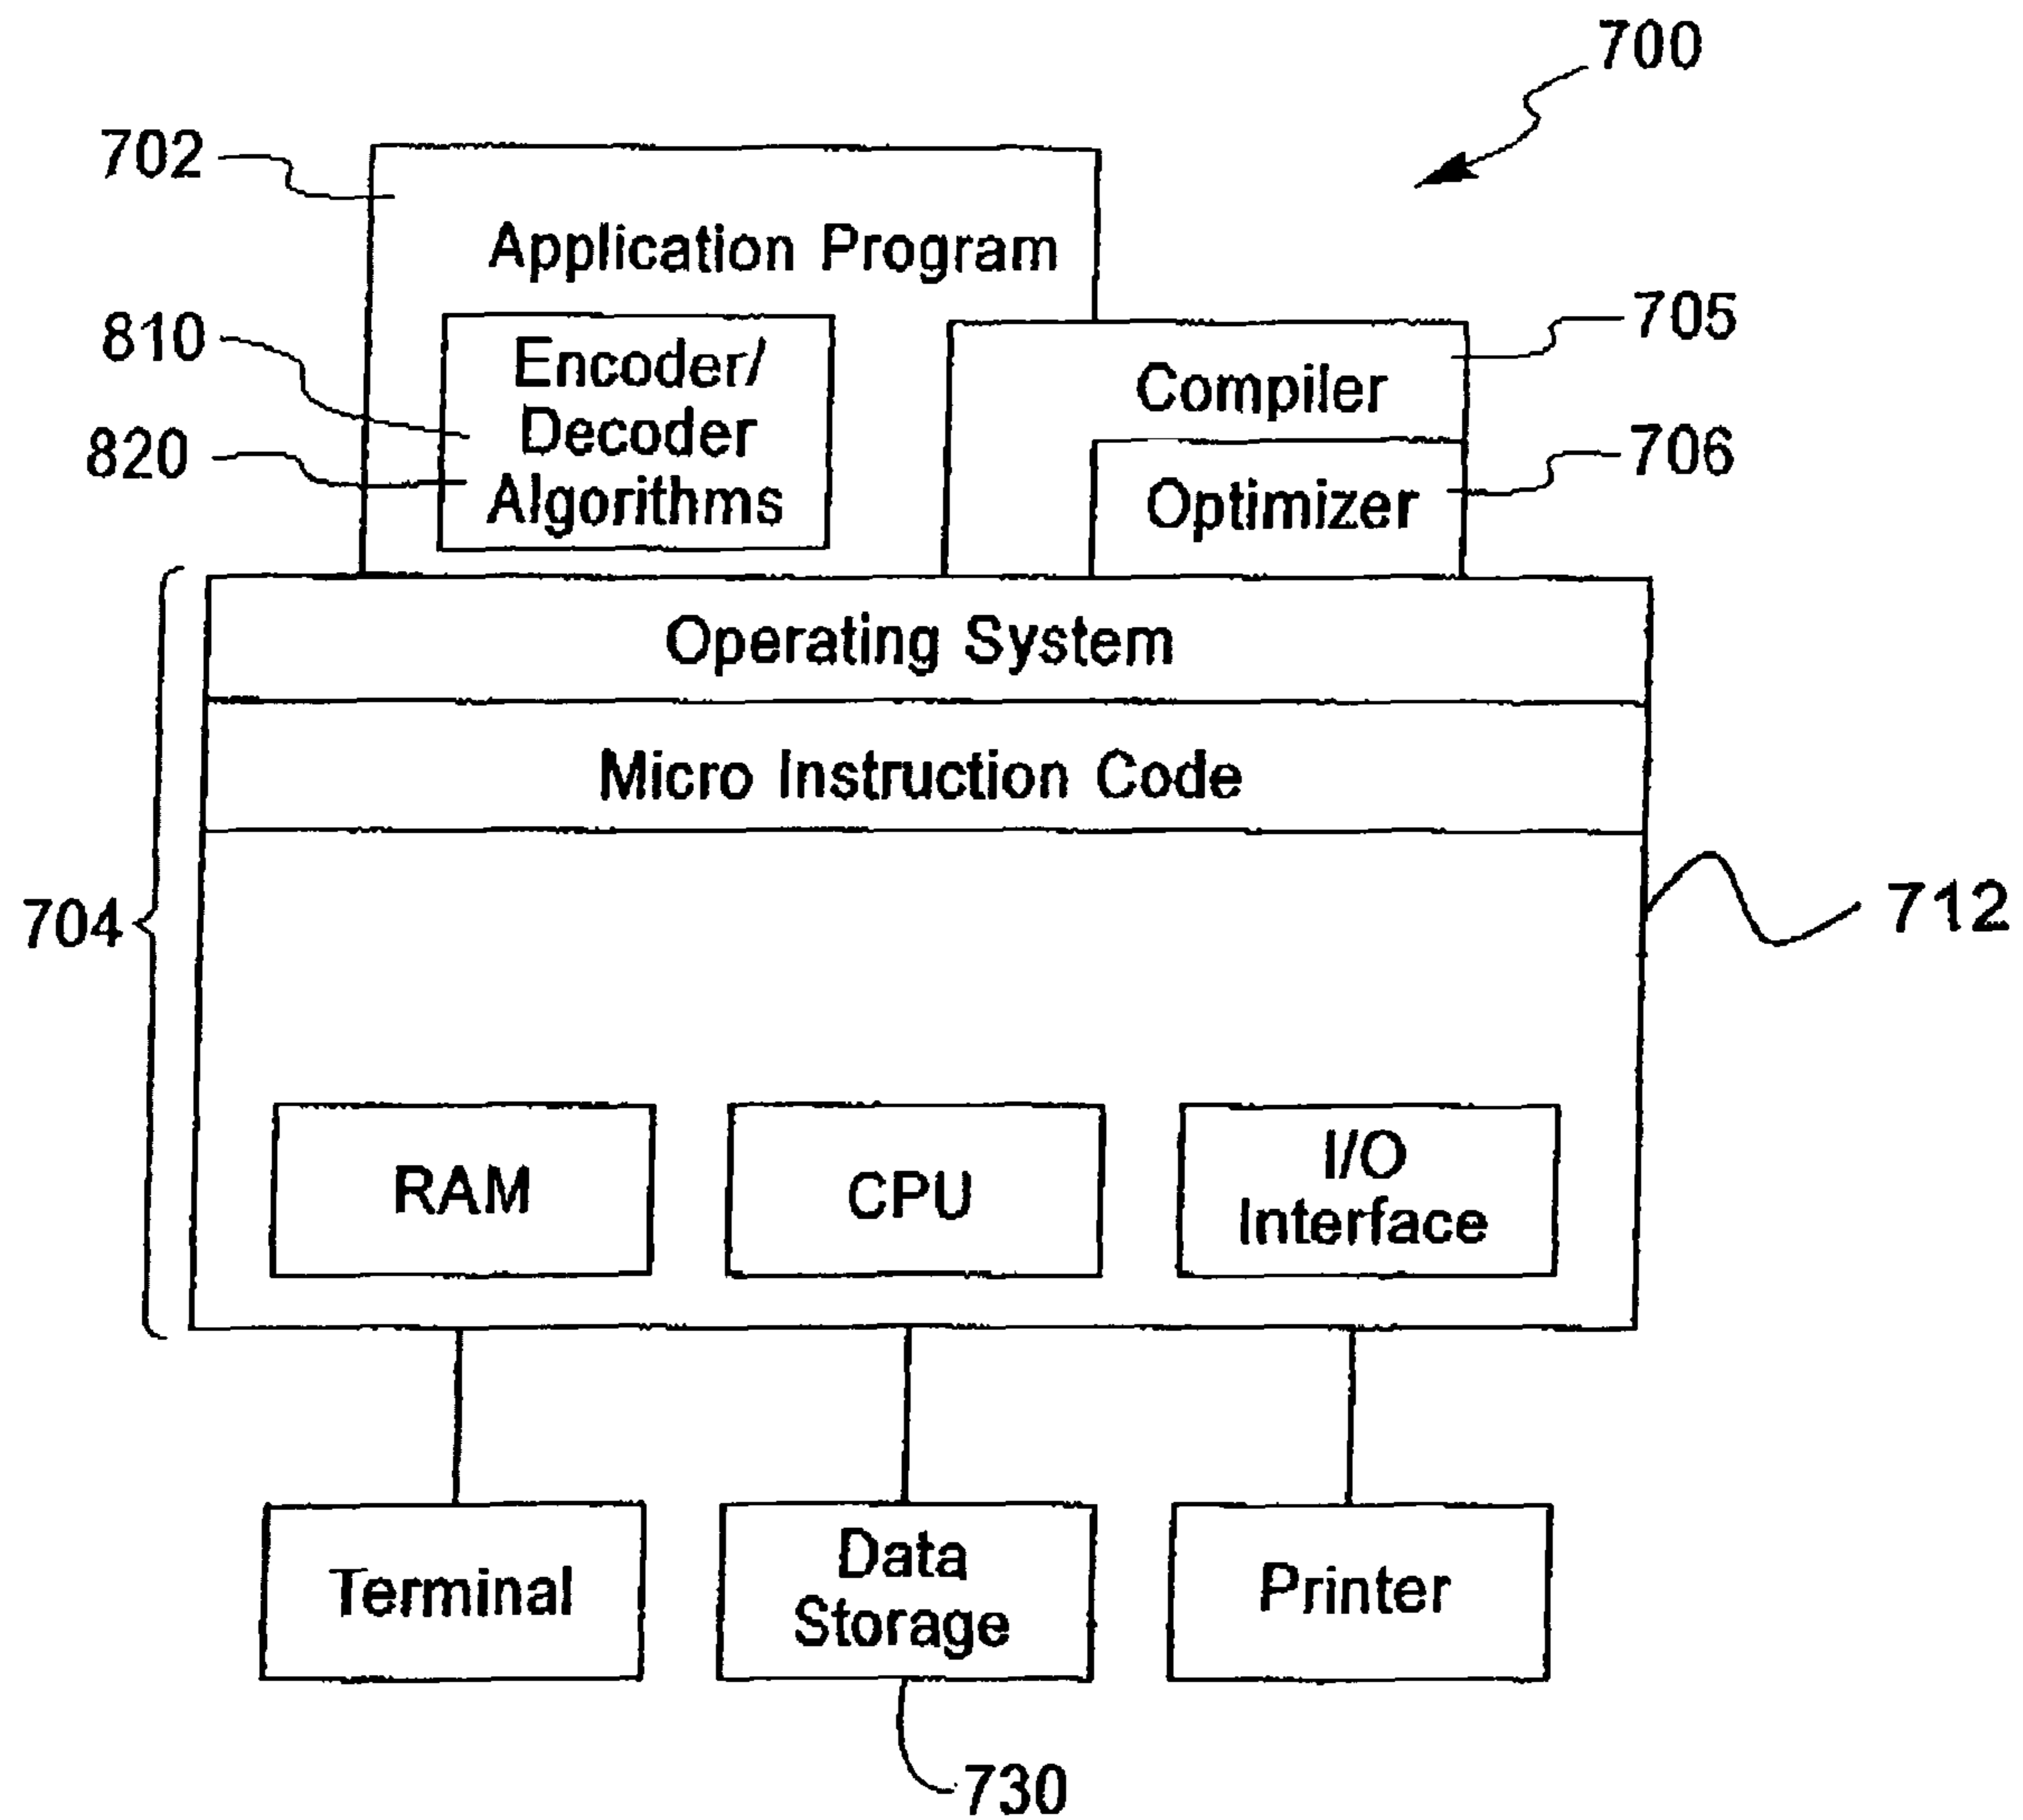 700
702
Application Program
810
Encoder/
Decoder
Algorithms
820
705
Compiler
706
Optimizer
Operating System
Micro Instruction Code
704
712
RAM
CPU
I/O
Interface
Terminal
Data
Storage
Printer
730